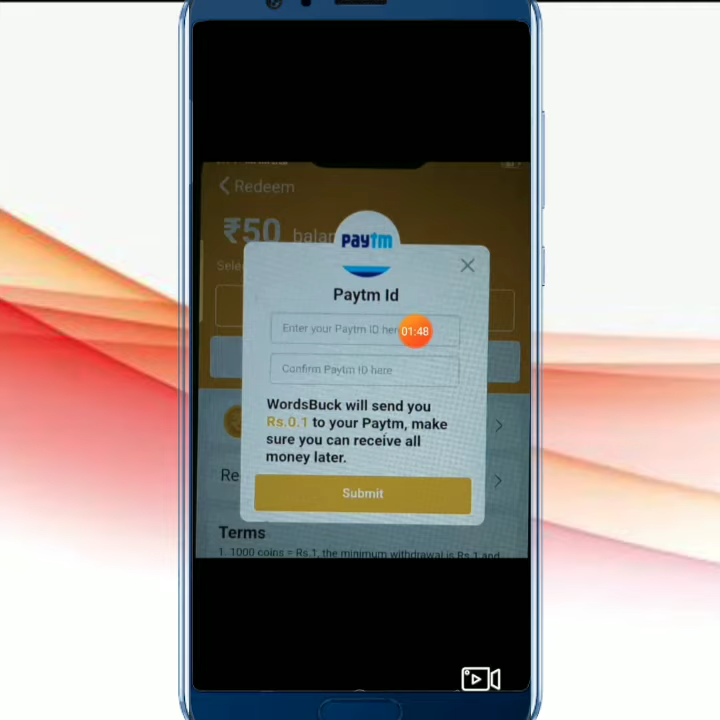 Redeem
₹50
paytm
Paytm Id
Enter your Paytm ID her
01:48
Confirm Paytm ID here
WordsBuck will send you
Rs.0.1 to your Paytm, make
sure you can receive all
money later.
Re
Submit
Terms
1. 1000 coins = Rs.1, the minimum withdrawal is Rs.1 and